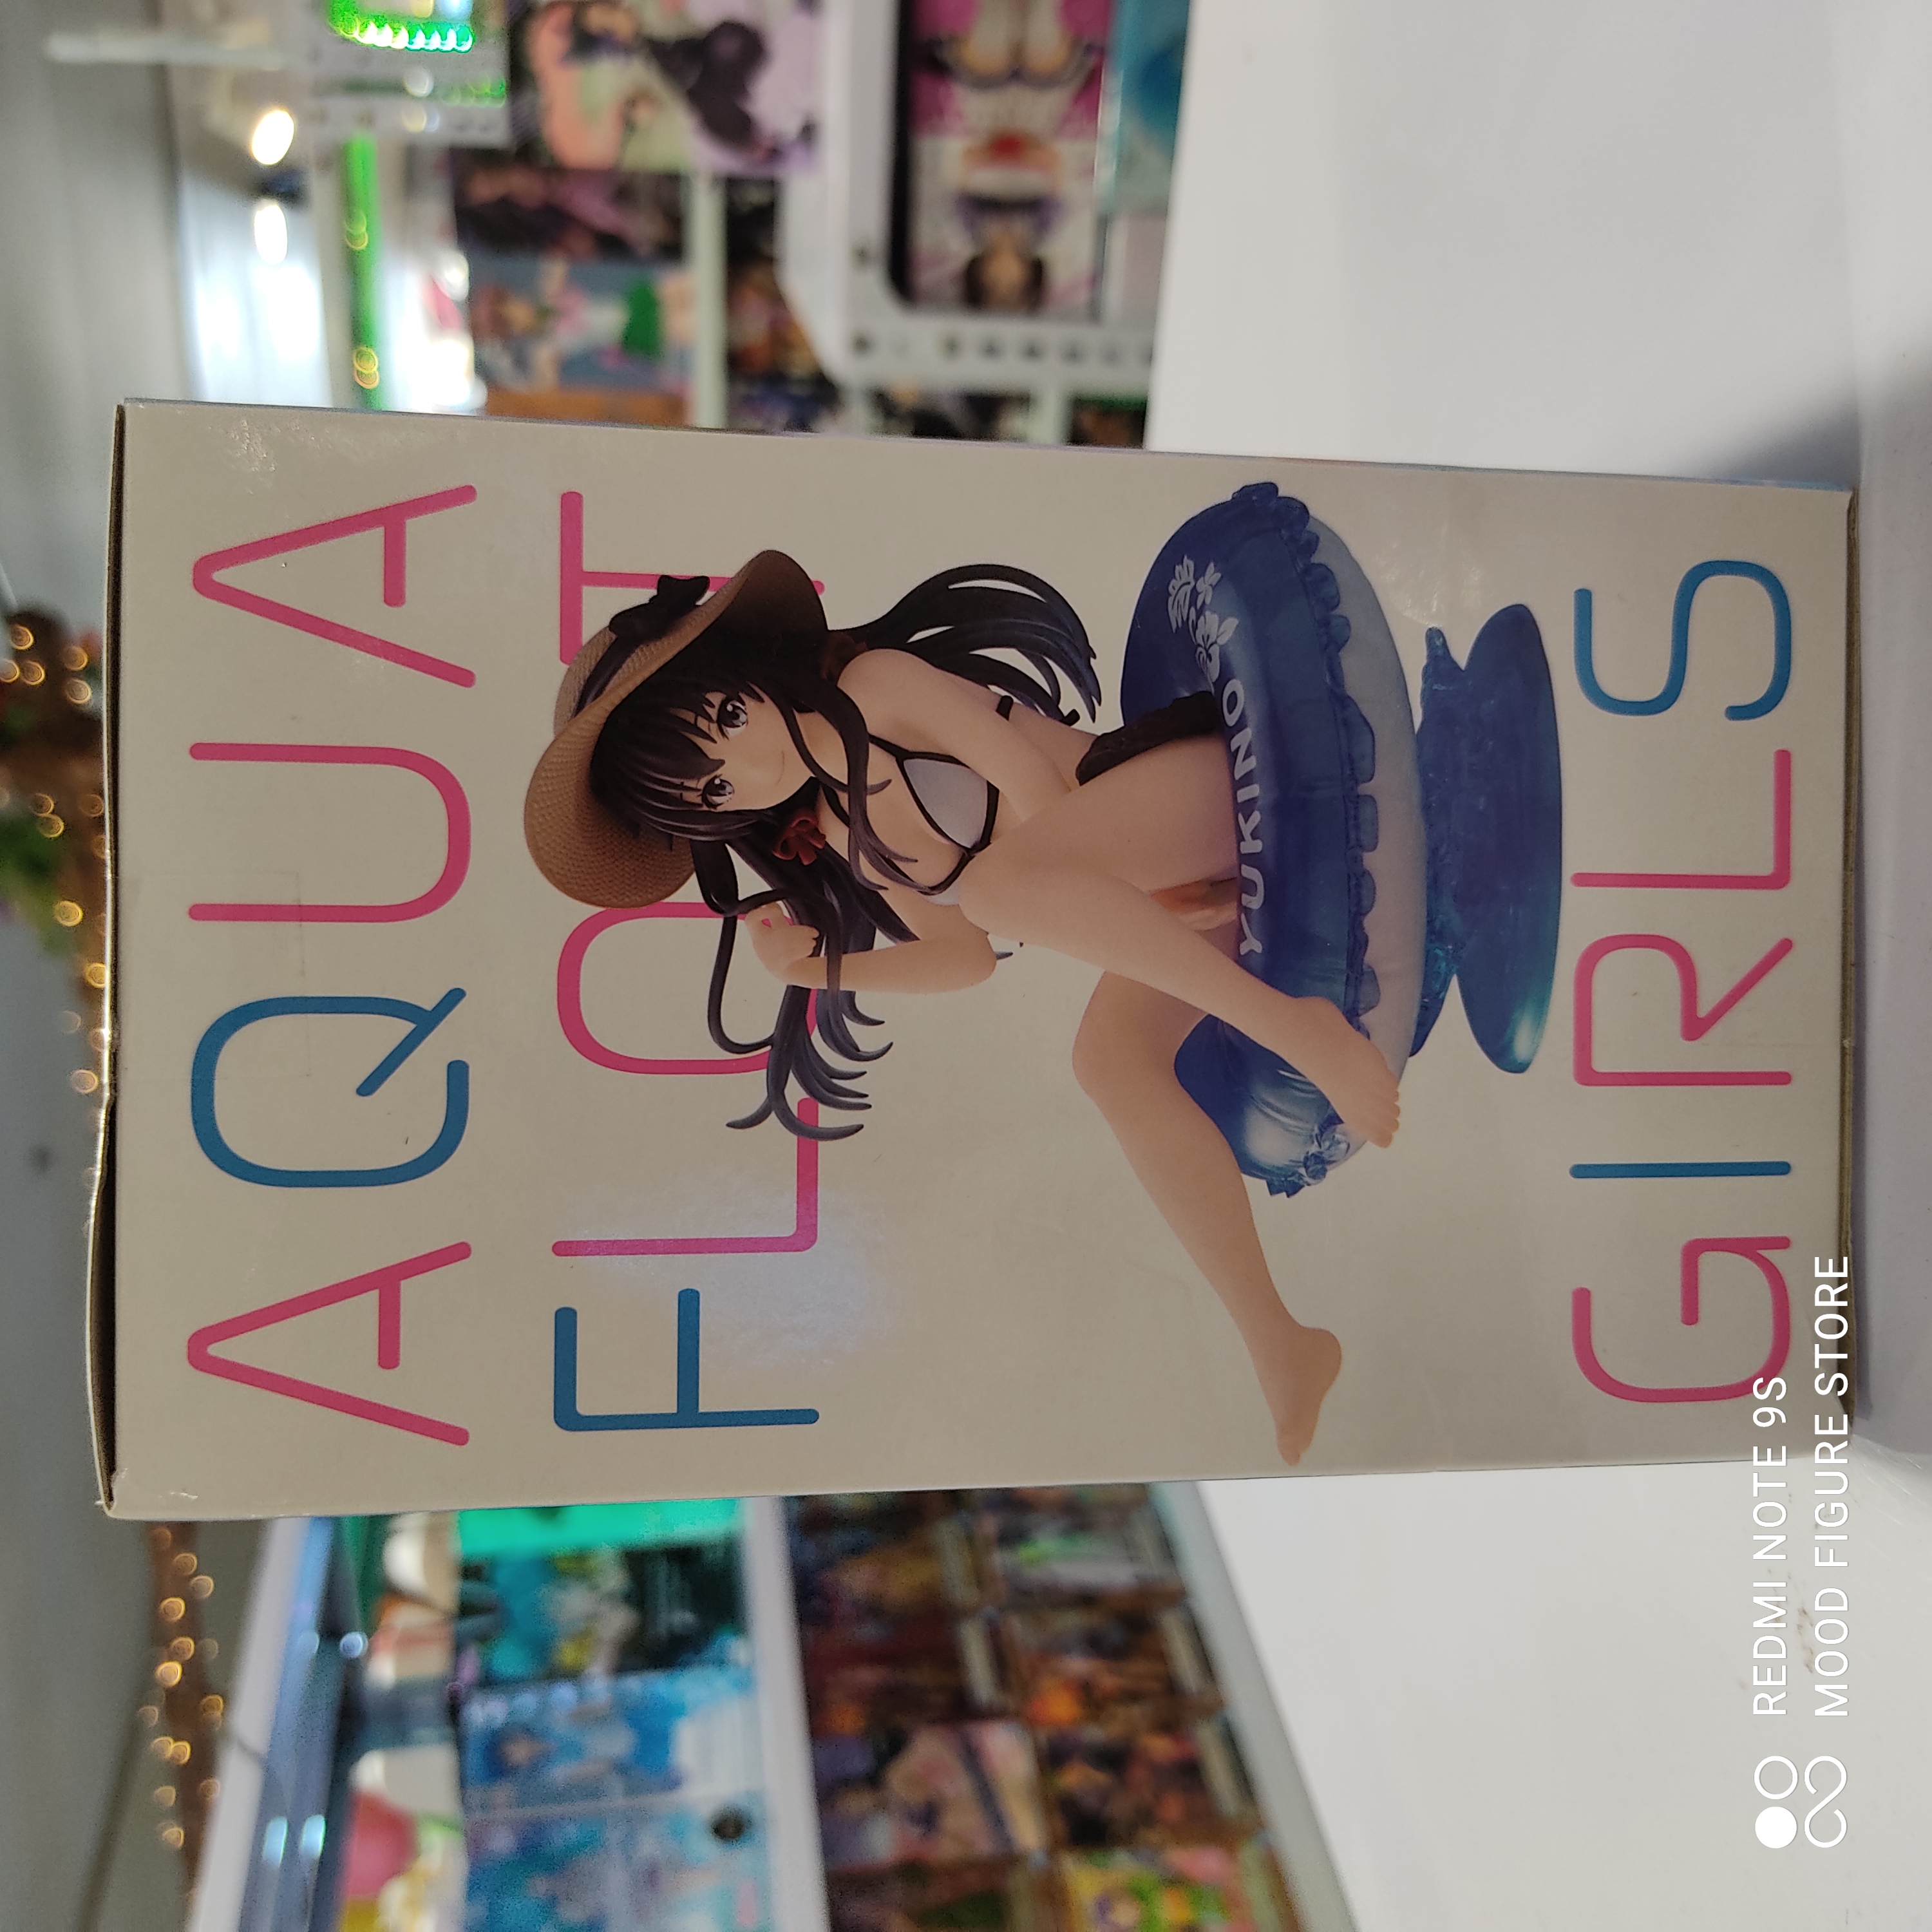 AQUA
FLOAT
YUKINO
GIRLS
REDMI NOTE 9S
MOOD FIGURE STORE